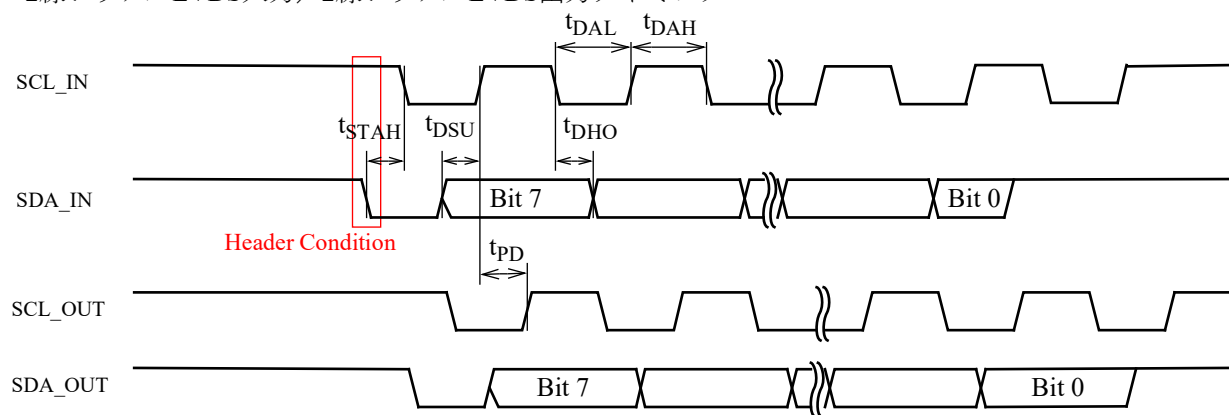 tDAL tDAH
SCL_IN
tSTAH tDSU tDHO
SDA_IN Bit 7 Bit 0
Header Condition
tPD
SCL_OUT
SDA_OUT Bit 7 Bit 0